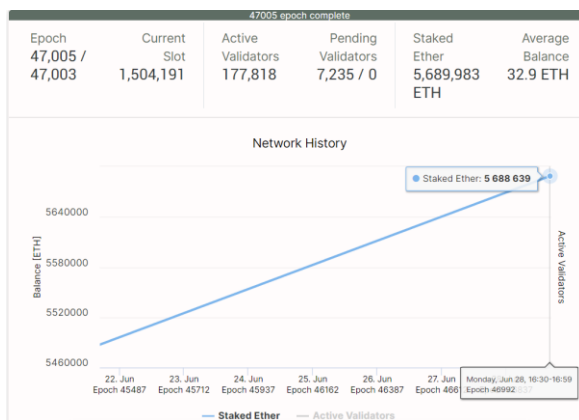 47005 epoch complete
Epoch
47,005 /
47,003
Current
Slot
1,504,191
Active
Validators
177,818
Pending
Validators
7,235 / 0
Staked
Ether
5,689,983
ETH
Average
Balance
32.9 ETH
Network History
Staked Ether: 5 688 639
5640000
5580000
5520000
5460000
Balance [ETH]
Active Validators
22. Jun
Epoch 45487
23. Jun
Epoch 45712
24. Jun
Epoch 45937
25. Jun
Epoch 46162
26. Jun
Epoch 46387
27. Jun
Monday, Jun 28, 16:30-16:59
Epoch 46992
Staked Ether
Active Validators